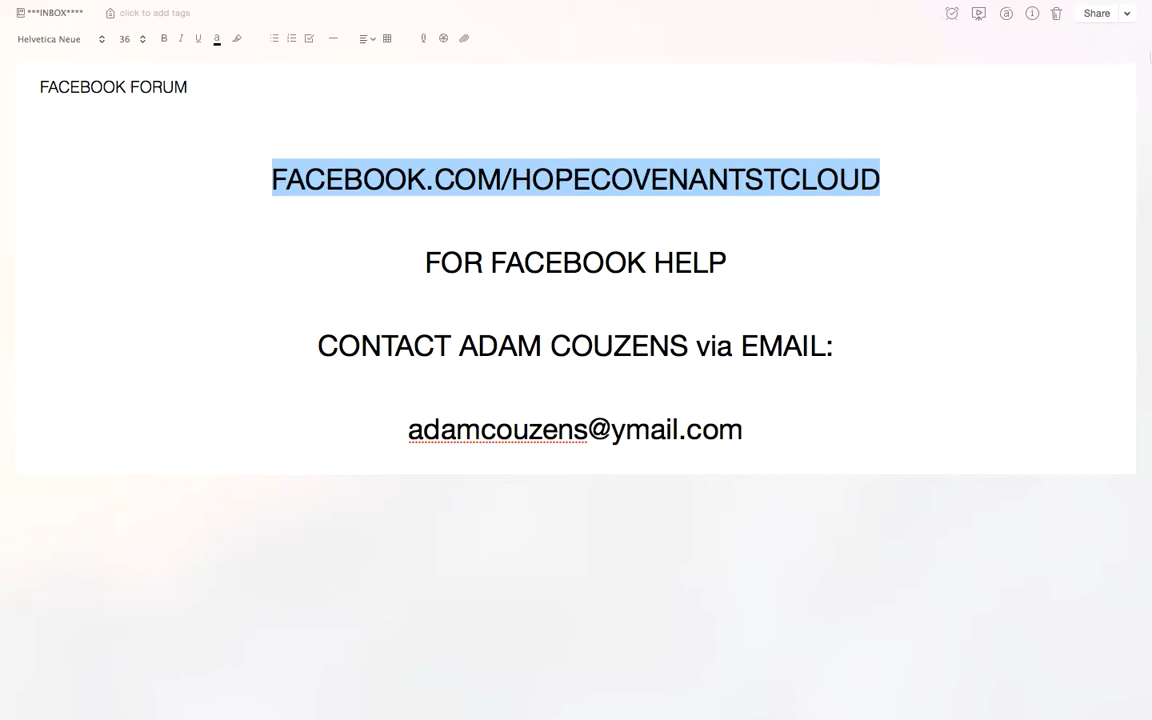 ***INBOX****
click to add tags
Share
Helvetica Neue
36
B I U a
FACEBOOK FORUM
FACEBOOK.COM/HOPECOVENANTSTCLOUD
FOR FACEBOOK HELP
CONTACT ADAM COUZENS via EMAIL:
adamcouzens@ymail.com